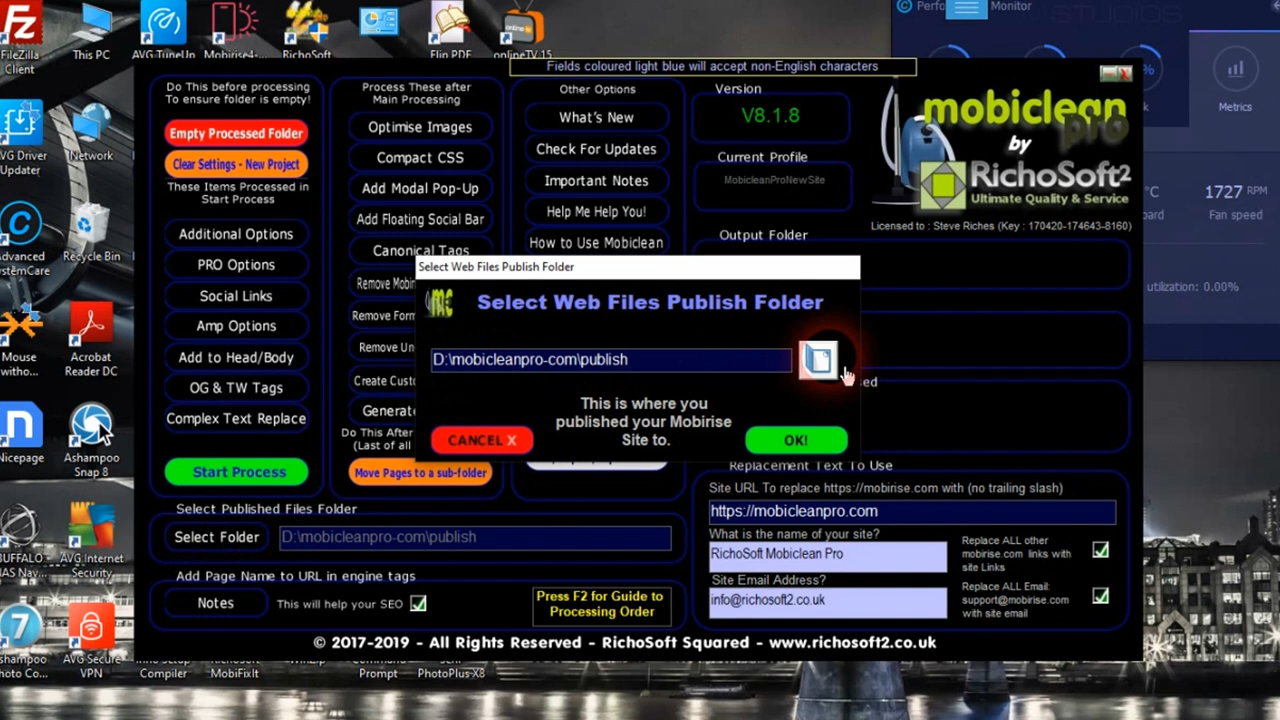 FileZilla
Client
This PC
AVG TuneUp
Mobirise4-
RichoSoft
Flip PDF
onlineTV 15
Monitor
Fields coloured light blue will accept non-English characters
Do This before processing
To ensure folder is empty!
Empty Processed Folder
Clear Settings - New Project
These Items Processed in
Start Process
Additional Options
PRO Options
Social Links
Amp Options
Add to Head/Body
OG & TW Tags
Complex Text Replace
Start Process
Process These after
Main Processing
Optimise Images
Compact CSS
Add Modal Pop-Up
Add Floating Social Bar
Canonical Tags
Do This After
(Last of all
Move Pages to a sub-folder
Other Options
What's New
Check For Updates
Important Notes
Help Me Help You!
How to Use Mobiclean
Version
V8.1.8
Current Profile
MobicleanProNewSite
Output Folder
mobiclean
pro
by
RichoSoft²
Ultimate Quality & Service
Licensed to : Steve Riches (Key : 170420-174643-8160)
Select Web Files Publish Folder
Select Web Files Publish Folder
D:\mobicleanpro-com\publish
This is where you
published your Mobirise
Site to.
CANCEL X
OK!
Replacement Text To Use
Site URL To replace https://mobirise.com with (no trailing slash)
https://mobicleanpro.com
What is the name of your site?
RichoSoft Mobiclean Pro
Replace ALL other
mobirise.com links with
site Links
Site Email Address?
info@richosoft2.co.uk
Replace ALL Email:
support@mobirise.com
with site email
Select Published Files Folder
Select Folder
D:\mobicleanpro-com\publish
Add Page Name to URL in engine tags
Notes
This will help your SEO
Press F2 for Guide to
Processing Order
© 2017-2019 - All Rights Reserved - RichoSoft Squared - www.richosoft2.co.uk
Metrics
°C
1727 RPM
Fan speed
utilization: 0.00%
AVG Driver
Updater
Network
Advanced
SystemCare
Recycle Bin
Mouse
witho...
Acrobat
Reader DC
Nicepage
Ashampoo
Snap 8
BUFFALO
NAS Nav...
AVG Internet
Security
Ashampoo
Photo Co...
AVG Secure
VPN
Inno Setup
Compiler
RichoSoft
MobiFixIt
WinZip
Command
Prompt
PhotoPlus X8